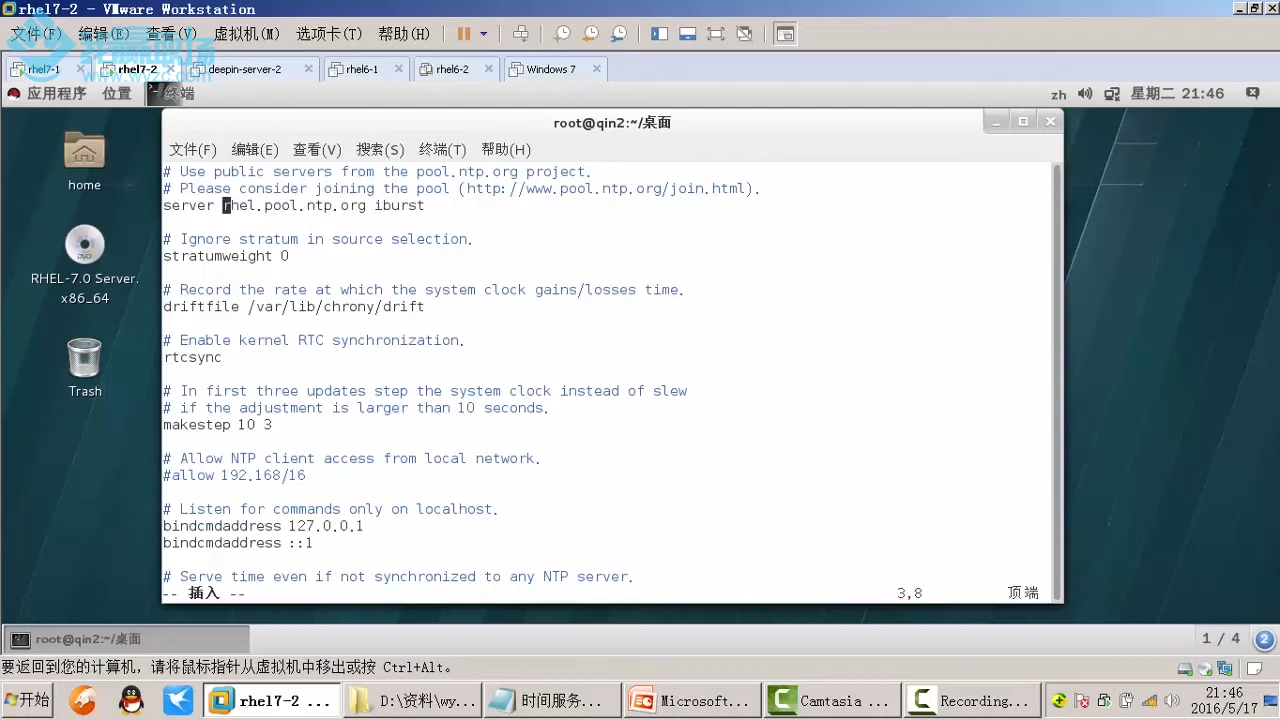 rhel7-2 - VMware Workstation
文件(F) 编辑(E) 查看(V) 虚拟机(M) 选项卡(T) 帮助(H)
www.wyzc.com
rhel7-1 rhel7-2 deepin-server-2 rhel6-1 rhel6-2 Windows 7
应用程序 位置 终端 zh 星期二 21:46
root@qin2:~/桌面
文件(F) 编辑(E) 查看(V) 搜索(S) 终端(T) 帮助(H)
home
RHEL-7.0 Server.
x86_64
Trash
# Use public servers from the pool.ntp.org project.
# Please consider joining the pool (http://www.pool.ntp.org/join.html).
server rhel.pool.ntp.org iburst
# Ignore stratum in source selection.
stratumweight 0
# Record the rate at which the system clock gains/losses time.
driftfile /var/lib/chrony/drift
# Enable kernel RTC synchronization.
rtcsync
# In first three updates step the system clock instead of slew
# if the adjustment is larger than 10 seconds.
makestep 10 3
# Allow NTP client access from local network.
#allow 192.168/16
# Listen for commands only on localhost.
bindcmdaddress 127.0.0.1
bindcmdaddress ::1
# Serve time even if not synchronized to any NTP server.
-- 插入 -- 3,8 顶端
root@qin2:~/桌面 1 / 4 2
要返回到您的计算机，请将鼠标指针从虚拟机中移出或按 Ctrl+Alt。
开始 rhel7-2 ... D:\资料\wy... 时间服务... Microsoft... Camtasia ... Recording... 21:46
2016/5/17